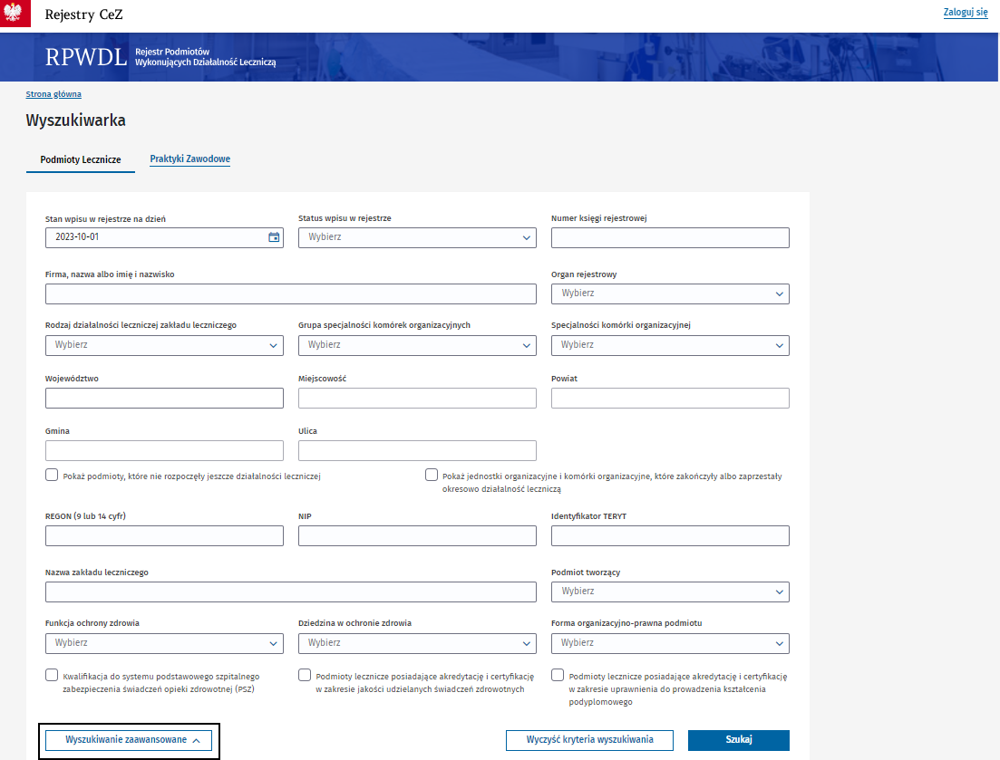 Rejestry CeZ
Zaloguj się
RPWDL
Rejestr Podmiotów
Wykonujących Działalność Leczniczą
Strona główna
Wyszukiwarka
Podmioty Lecznicze
Praktyki Zawodowe
Stan wpisu w rejestrze na dzień
Status wpisu w rejestrze
Numer księgi rejestrowej
2023-10-01
Wybierz
Firma, nazwa albo imię i nazwisko
Organ rejestrowy
Wybierz
Rodzaj działalności leczniczej zakładu leczniczego
Grupa specjalności komórek organizacyjnych
Specjalności komórki organizacyjnej
Wybierz
Wybierz
Wybierz
Województwo
Miejscowość
Powiat
Gmina
Ulica
Pokaż podmioty, które nie rozpoczęły jeszcze działalności leczniczej
Pokaż jednostki organizacyjne i komórki organizacyjne, które zakończyły albo zaprzestały
okresowo działalność leczniczą
REGON (9 lub 14 cyfr)
NIP
Identyfikator TERYT
Nazwa zakładu leczniczego
Podmiot tworzący
Wybierz
Funkcja ochrony zdrowia
Dziedzina w ochronie zdrowia
Forma organizacyjno-prawna podmiotu
Wybierz
Wybierz
Wybierz
Kwalifikacja do systemu podstawowego szpitalnego
zabezpieczenia świadczeń opieki zdrowotnej (PSZ)
Podmioty lecznicze posiadające akredytację i certyfikację
w zakresie jakości udzielanych świadczeń zdrowotnych
Podmioty lecznicze posiadające akredytację i certyfikację
w zakresie uprawnienia do prowadzenia kształcenia
podyplomowego
Wyszukiwanie zaawansowane
Wyczyść kryteria wyszukiwania
Szukaj